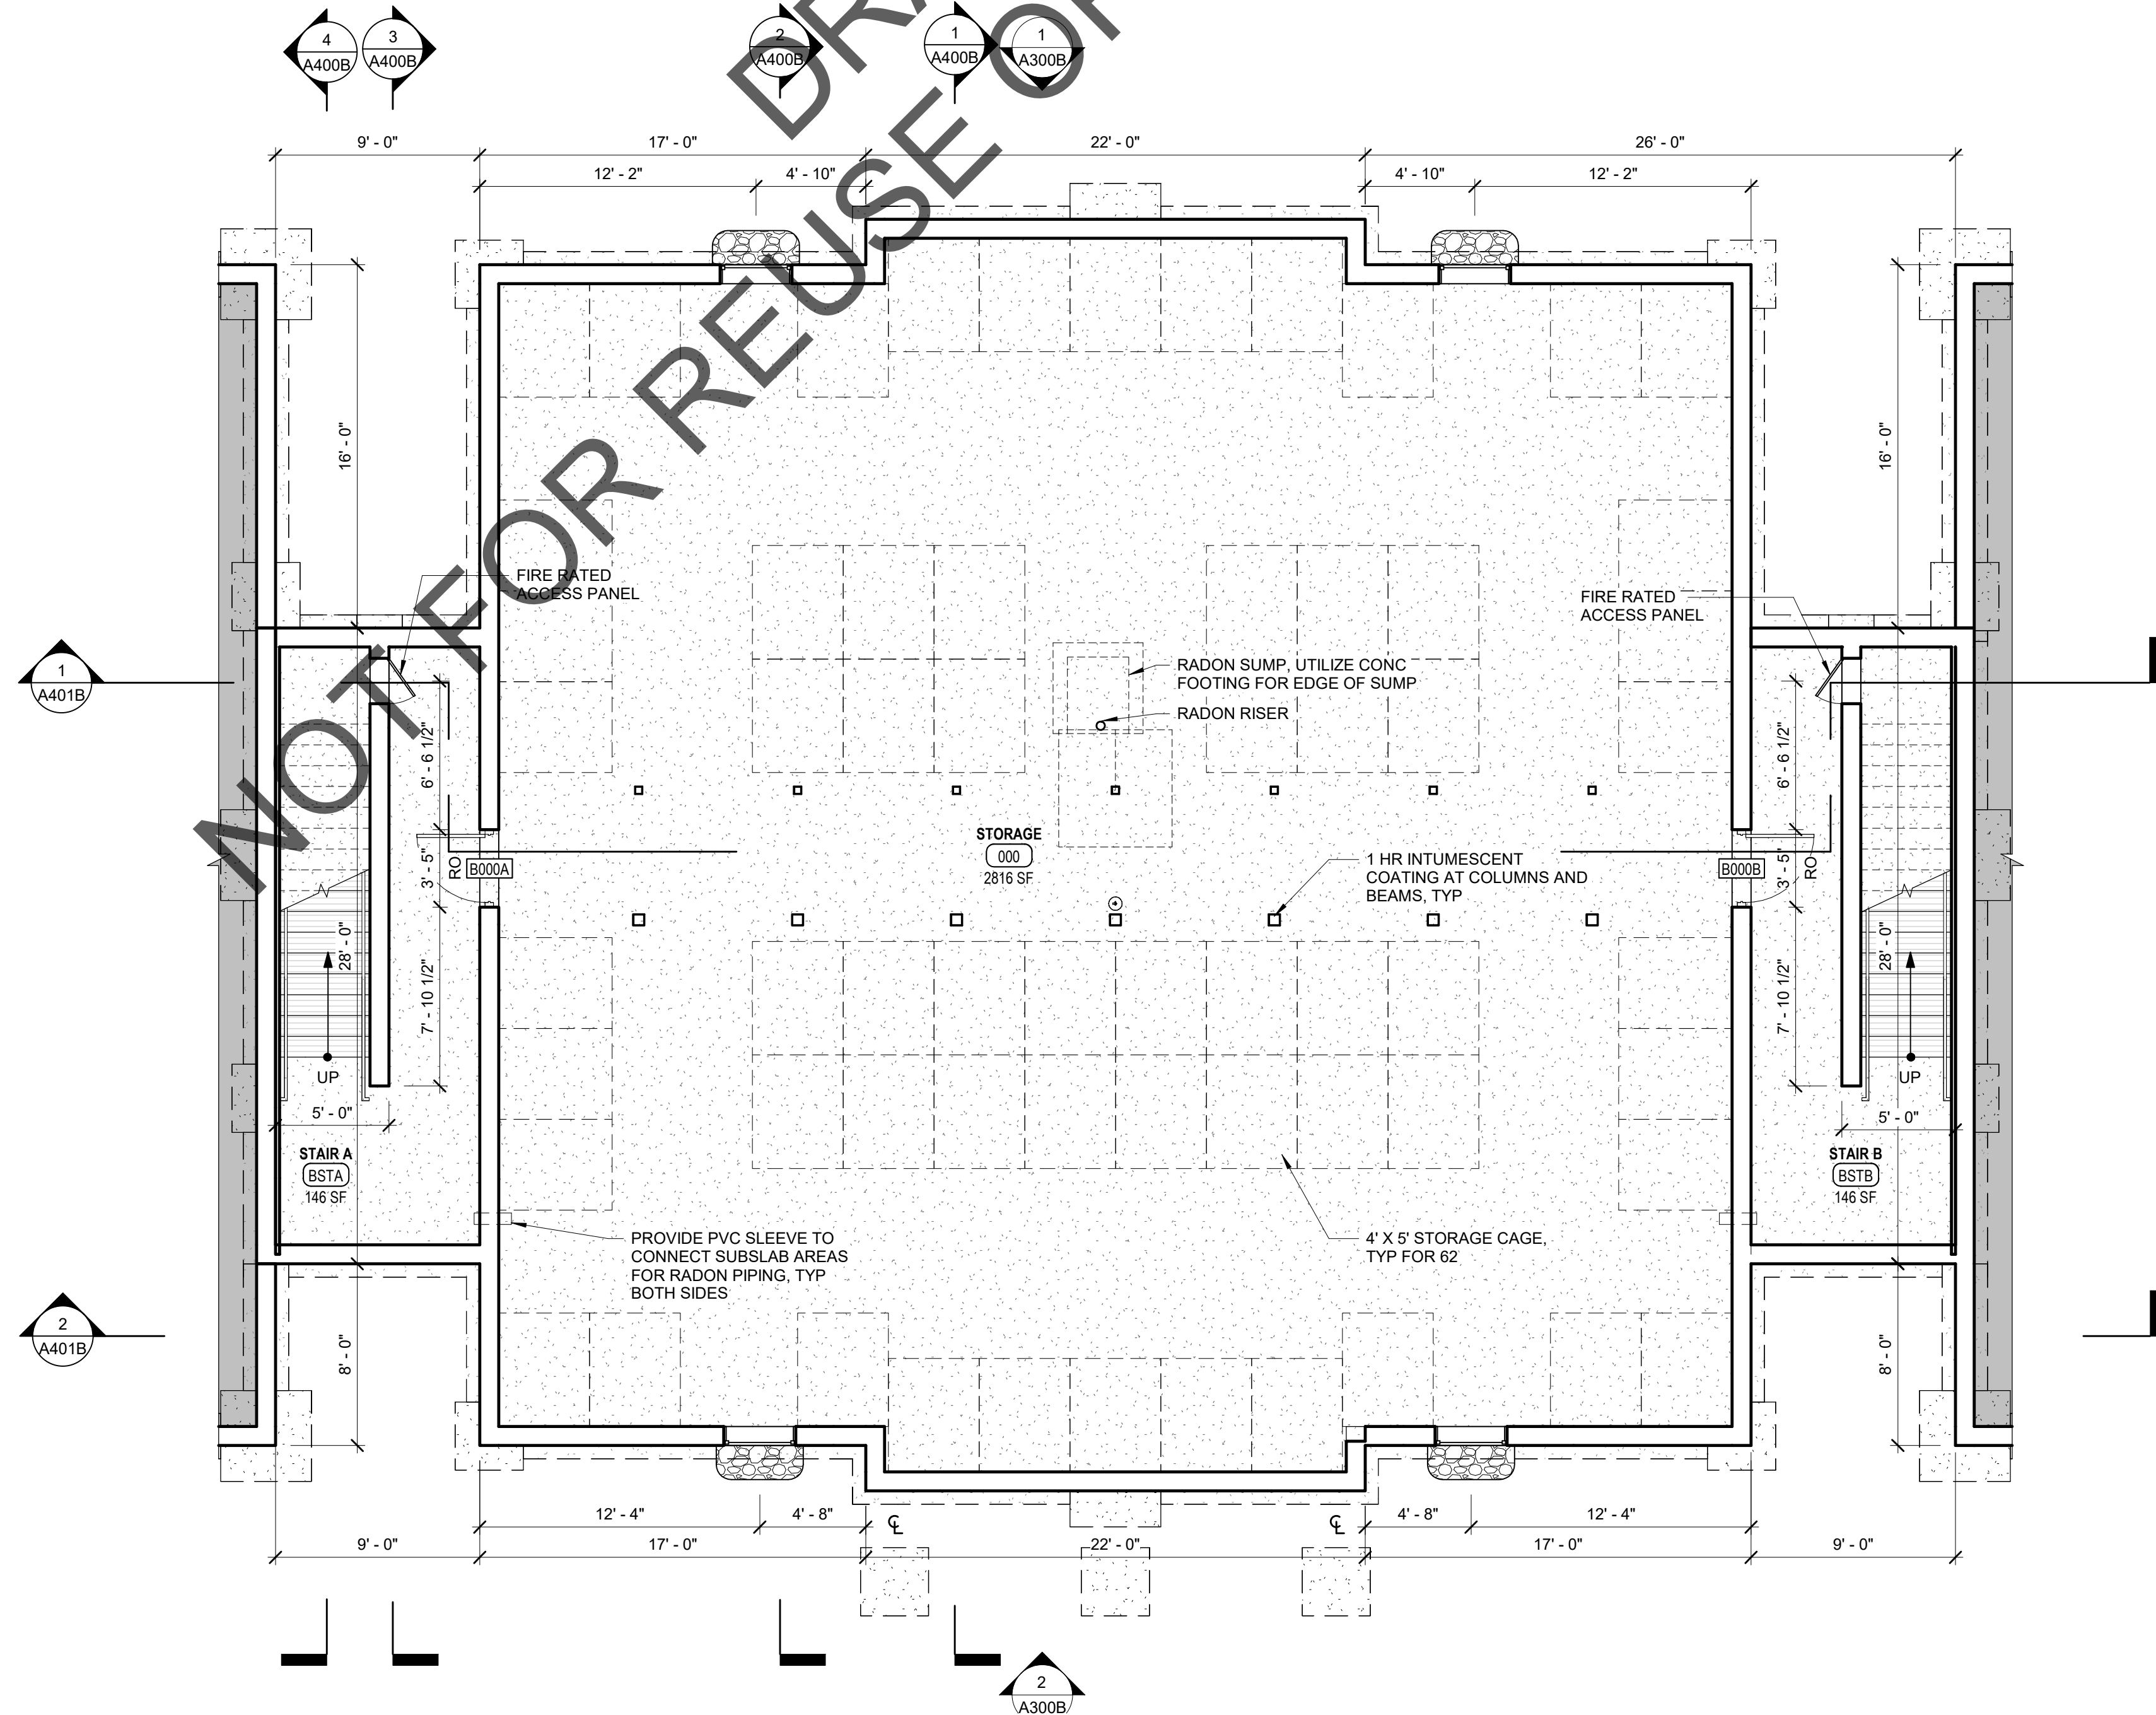 4
A400B
3
A400B
2
A400B
1
A400B
1
A300B
DRA
NOT FOR REUSE OR
9' - 0"
17' - 0"
22' - 0"
26' - 0"
12' - 2"
4' - 10"
4' - 10"
12' - 2"
16' - 0"
16' - 0"
FIRE RATED
ACCESS PANEL
FIRE RATED
ACCESS PANEL
1
A401B
RADON SUMP, UTILIZE CONC
FOOTING FOR EDGE OF SUMP
RADON RISER
6' - 6 1/2"
6' - 6 1/2"
STORAGE
000
2816 SF
3' - 5"
RO
B000A
B000B
3' - 5"
RO
1 HR INTUMESCENT
COATING AT COLUMNS AND
BEAMS, TYP
28' - 0"
7' - 10 1/2"
7' - 10 1/2"
28' - 0"
UP
UP
5' - 0"
5' - 0"
STAIR A
BSTA
146 SF
STAIR B
BSTB
146 SF
PROVIDE PVC SLEEVE TO
CONNECT SUBSLAB AREAS
FOR RADON PIPING, TYP
BOTH SIDES
4' X 5' STORAGE CAGE,
TYP FOR 62
2
A401B
8' - 0"
8' - 0"
12' - 4"
4' - 8"
CL
CL
4' - 8"
12' - 4"
9' - 0"
17' - 0"
22' - 0"
17' - 0"
9' - 0"
2
A300B